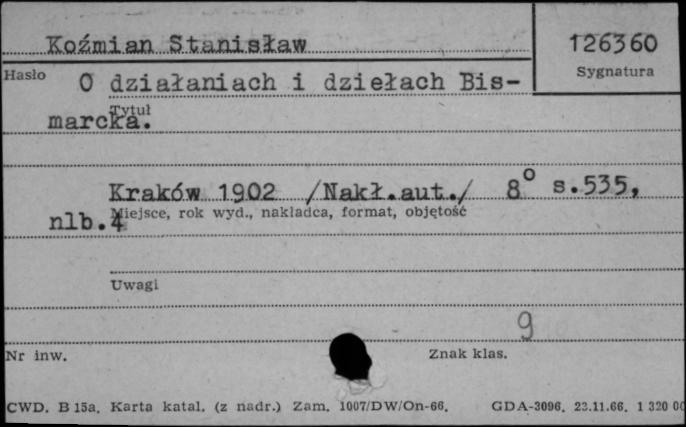 Koźmian Stanisław
126360
Hasło
Sygnatura
O działaniach i dziełach Bis-
Tytuł
marcka.
Kraków 1902 /Nakł.aut./ 8° s.535,
Miejsce, rok wyd., nakładca, format, objętość
nlb.4
Uwagi
9
Nr inw.
Znak klas.
CWD. B 15a. Karta katal. (z nadr.) Zam. 1007/DW/On-66. GDA-3096. 23.11.66. 1 320 00